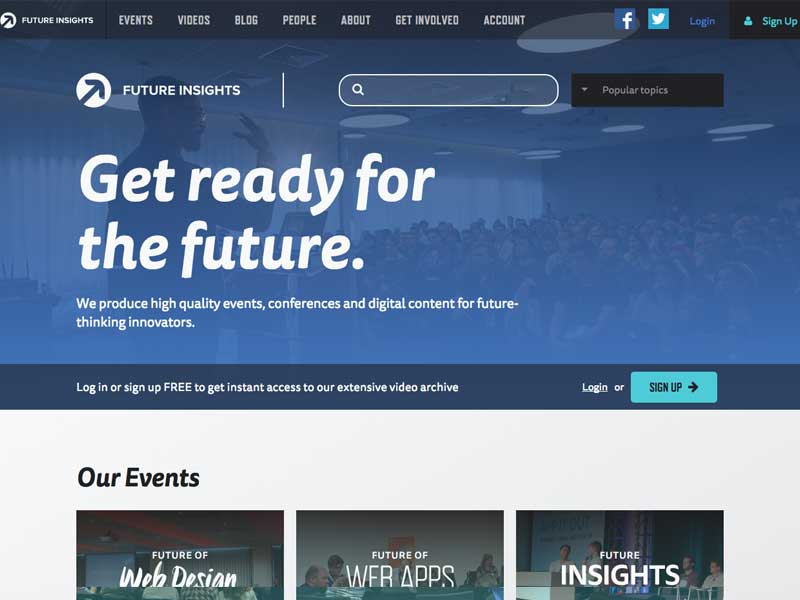 FUTURE INSIGHTS EVENTS VIDEOS BLOG PEOPLE ABOUT GET INVOLVED ACCOUNT Login Sign Up
FUTURE INSIGHTS Popular topics
Get ready for
the future.
We produce high quality events, conferences and digital content for future-
thinking innovators.
Log in or sign up FREE to get instant access to our extensive video archive Login or SIGN UP
Our Events
FUTURE OF
Web Design
FUTURE OF
WEB APPS
FUTURE
INSIGHTS